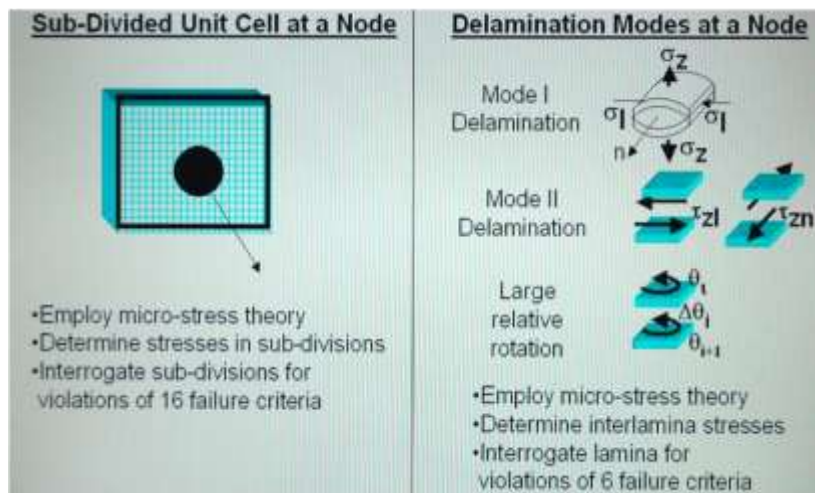 Sub-Divided Unit Cell at a Node
•Employ micro-stress theory
•Determine stresses in sub-divisions
•Interrogate sub-divisions for
violations of 16 failure criteria
Delamination Modes at a Node
Mode I
Delamination
σz
σl
σl
n
σz
Mode II
Delamination
τzl
τzn
Large
relative
rotation
Δθi
θi+1
•Employ micro-stress theory
•Determine interlamina stresses
•Interrogate lamina for
violations of 6 failure criteria